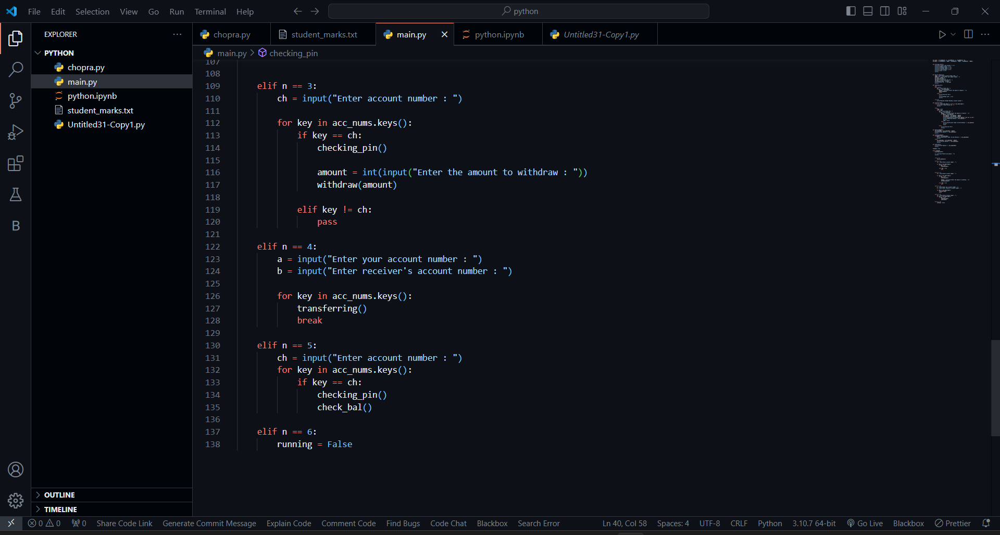 File Edit Selection View Go Run Terminal Help python
EXPLORER
PYTHON
chopra.py
main.py
python.ipynb
student_marks.txt
Untitled31-Copy1.py
OUTLINE
TIMELINE
chopra.py student_marks.txt main.py python.ipynb Untitled31-Copy1.py
main.py > checking_pin
107
108
109 elif n == 3:
110 ch = input("Enter account number : ")
111
112 for key in acc_nums.keys():
113 if key == ch:
114 checking_pin()
115
116 amount = int(input("Enter the amount to withdraw : "))
117 withdraw(amount)
118
119 elif key != ch:
120 pass
121
122 elif n == 4:
123 a = input("Enter your account number : ")
124 b = input("Enter receiver's account number : ")
125
126 for key in acc_nums.keys():
127 transferring()
128 break
129
130 elif n == 5:
131 ch = input("Enter account number : ")
132 for key in acc_nums.keys():
133 if key == ch:
134 checking_pin()
135 check_bal()
136
137 elif n == 6:
138 running = False
0 0 0 Share Code Link Generate Commit Message Explain Code Comment Code Find Bugs Code Chat Blackbox Search Error Ln 40, Col 58 Spaces: 4 UTF-8 CRLF Python 3.10.7 64-bit Go Live Blackbox Prettier